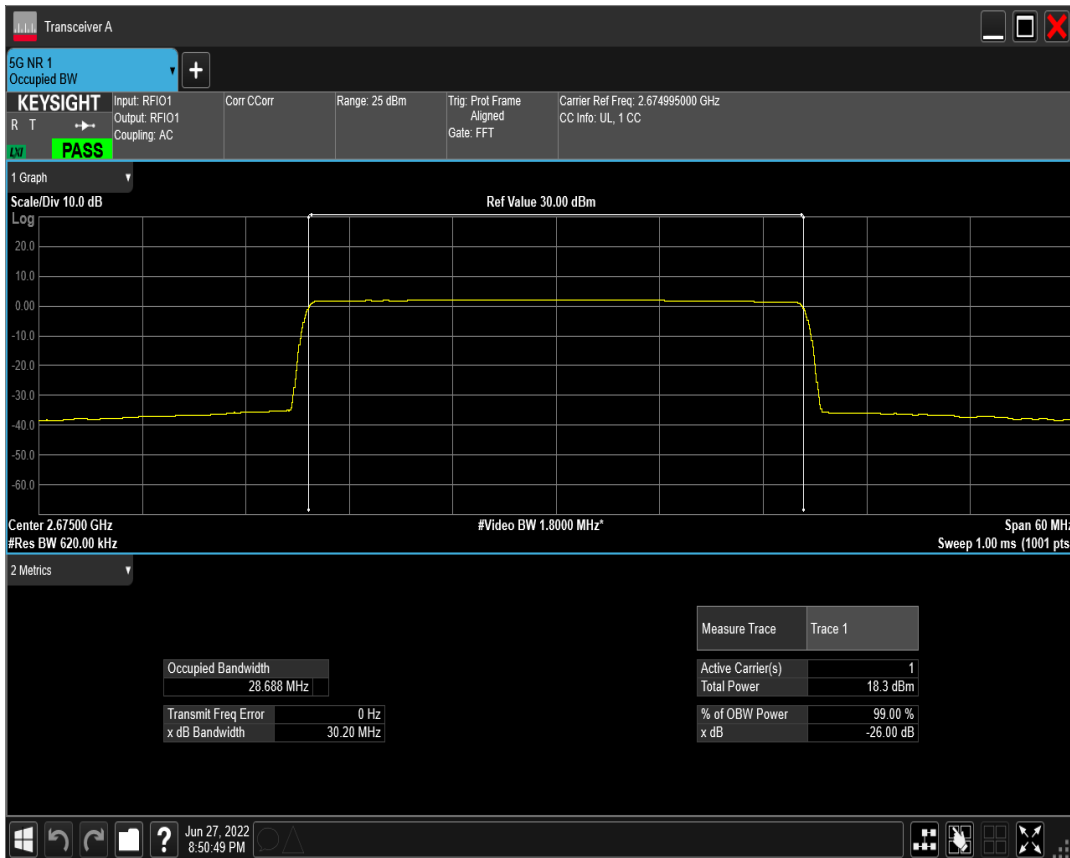 Transceiver A
5G NR 1
Occupied BW
KEYSIGHT
R T
LXI
PASS
Input: RFIO1
Output: RFIO1
Coupling: AC
Corr CCorr
Range: 25 dBm
Trig: Prot Frame
Aligned
Gate: FFT
Carrier Ref Freq: 2.674995000 GHz
CC Info: UL, 1 CC
1 Graph
Scale/Div 10.0 dB
Ref Value 30.00 dBm
Log
20.0
10.0
0.00
-10.0
-20.0
-30.0
-40.0
-50.0
-60.0
Center 2.67500 GHz
#Video BW 1.8000 MHz*
Span 60 MHz
#Res BW 620.00 kHz
Sweep 1.00 ms (1001 pts
2 Metrics
Measure Trace Trace 1
Occupied Bandwidth
28.688 MHz
Active Carrier(s) 1
Total Power 18.3 dBm
Transmit Freq Error 0 Hz
x dB Bandwidth 30.20 MHz
% of OBW Power 99.00 %
x dB -26.00 dB
?
Jun 27, 2022
8:50:49 PM